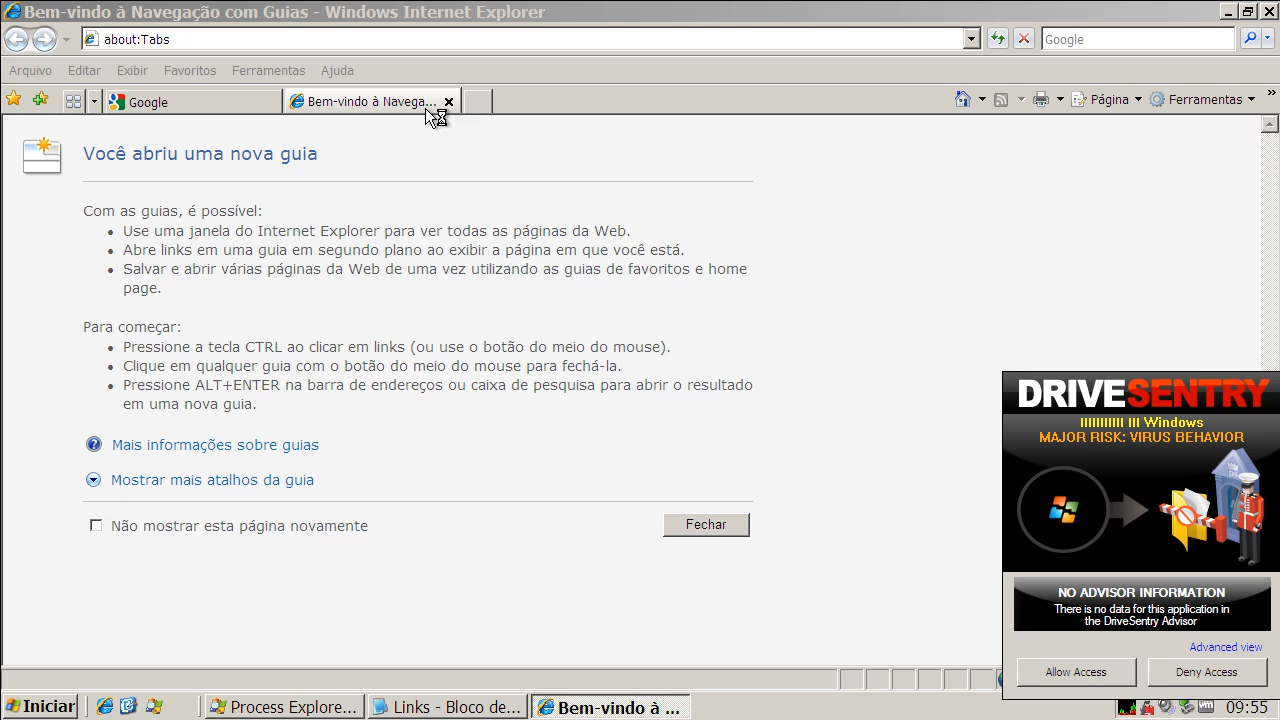 Bem-vindo à Navegação com Guias - Windows Internet Explorer
about:Tabs
Google
Arquivo Editar Exibir Favoritos Ferramentas Ajuda
Google
Bem-vindo à Navega...
Página
Ferramentas
Você abriu uma nova guia
Com as guias, é possível:
Use uma janela do Internet Explorer para ver todas as páginas da Web.
Abre links em uma guia em segundo plano ao exibir a página em que você está.
Salvar e abrir várias páginas da Web de uma vez utilizando as guias de favoritos e home
page.
Para começar:
Pressione a tecla CTRL ao clicar em links (ou use o botão do meio do mouse).
Clique em qualquer guia com o botão do meio do mouse para fechá-la.
Pressione ALT+ENTER na barra de endereços ou caixa de pesquisa para abrir o resultado
em uma nova guia.
Mais informações sobre guias
Mostrar mais atalhos da guia
Não mostrar esta página novamente
Fechar
DRIVESENTRY
Windows
MAJOR RISK: VIRUS BEHAVIOR
NO ADVISOR INFORMATION
There is no data for this application in
the DriveSentry Advisor
Advanced view
Allow Access
Deny Access
Iniciar
Process Explore...
Links - Bloco de...
Bem-vindo à ...
09:55